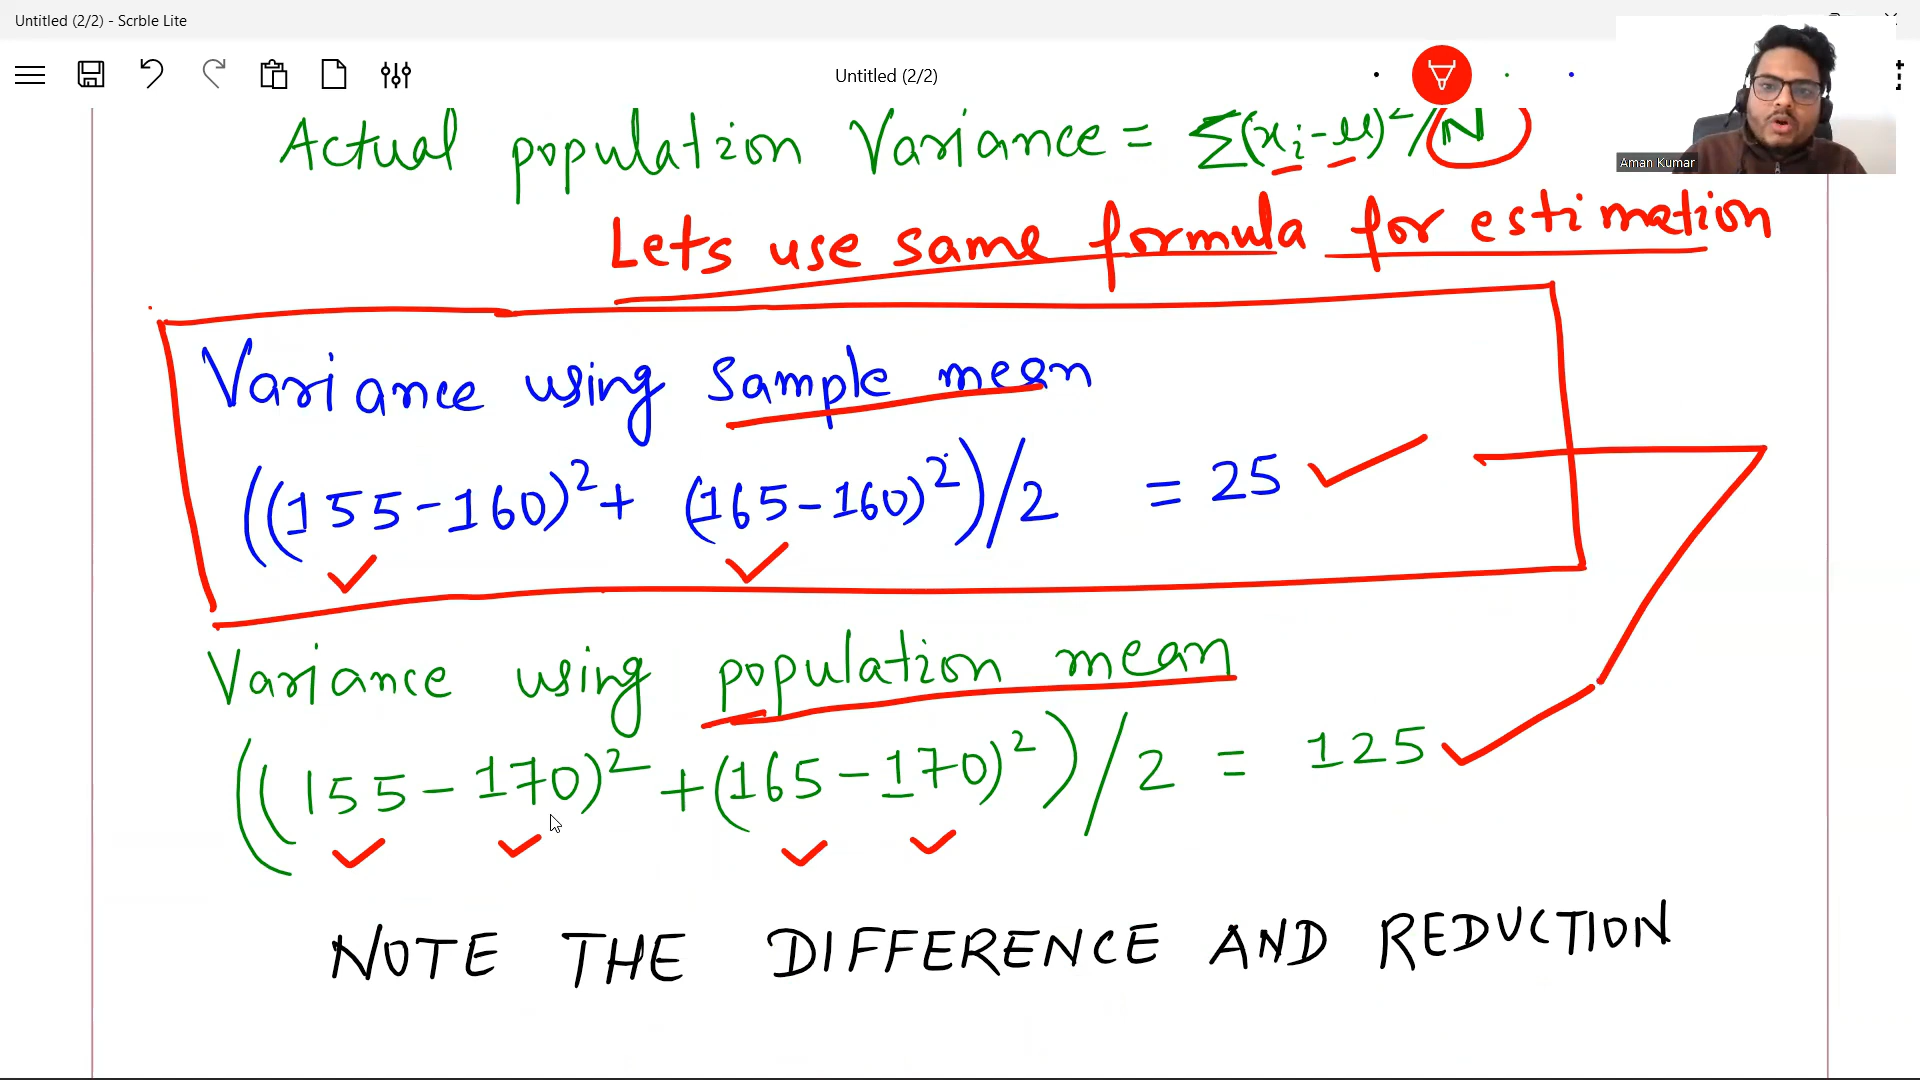 Untitled (2/2) - Scrble Lite
Untitled (2/2)
Aman Kumar
Actual population Variance = Σ(xi-μ)²/N
Lets use same formula for estimation
Variance using sample mean
((155-160)²+ (165-160)²)/2 = 25
Variance using population mean
((155-170)²+(165-170)²)/2 = 125
NOTE THE DIFFERENCE AND REDUCTION